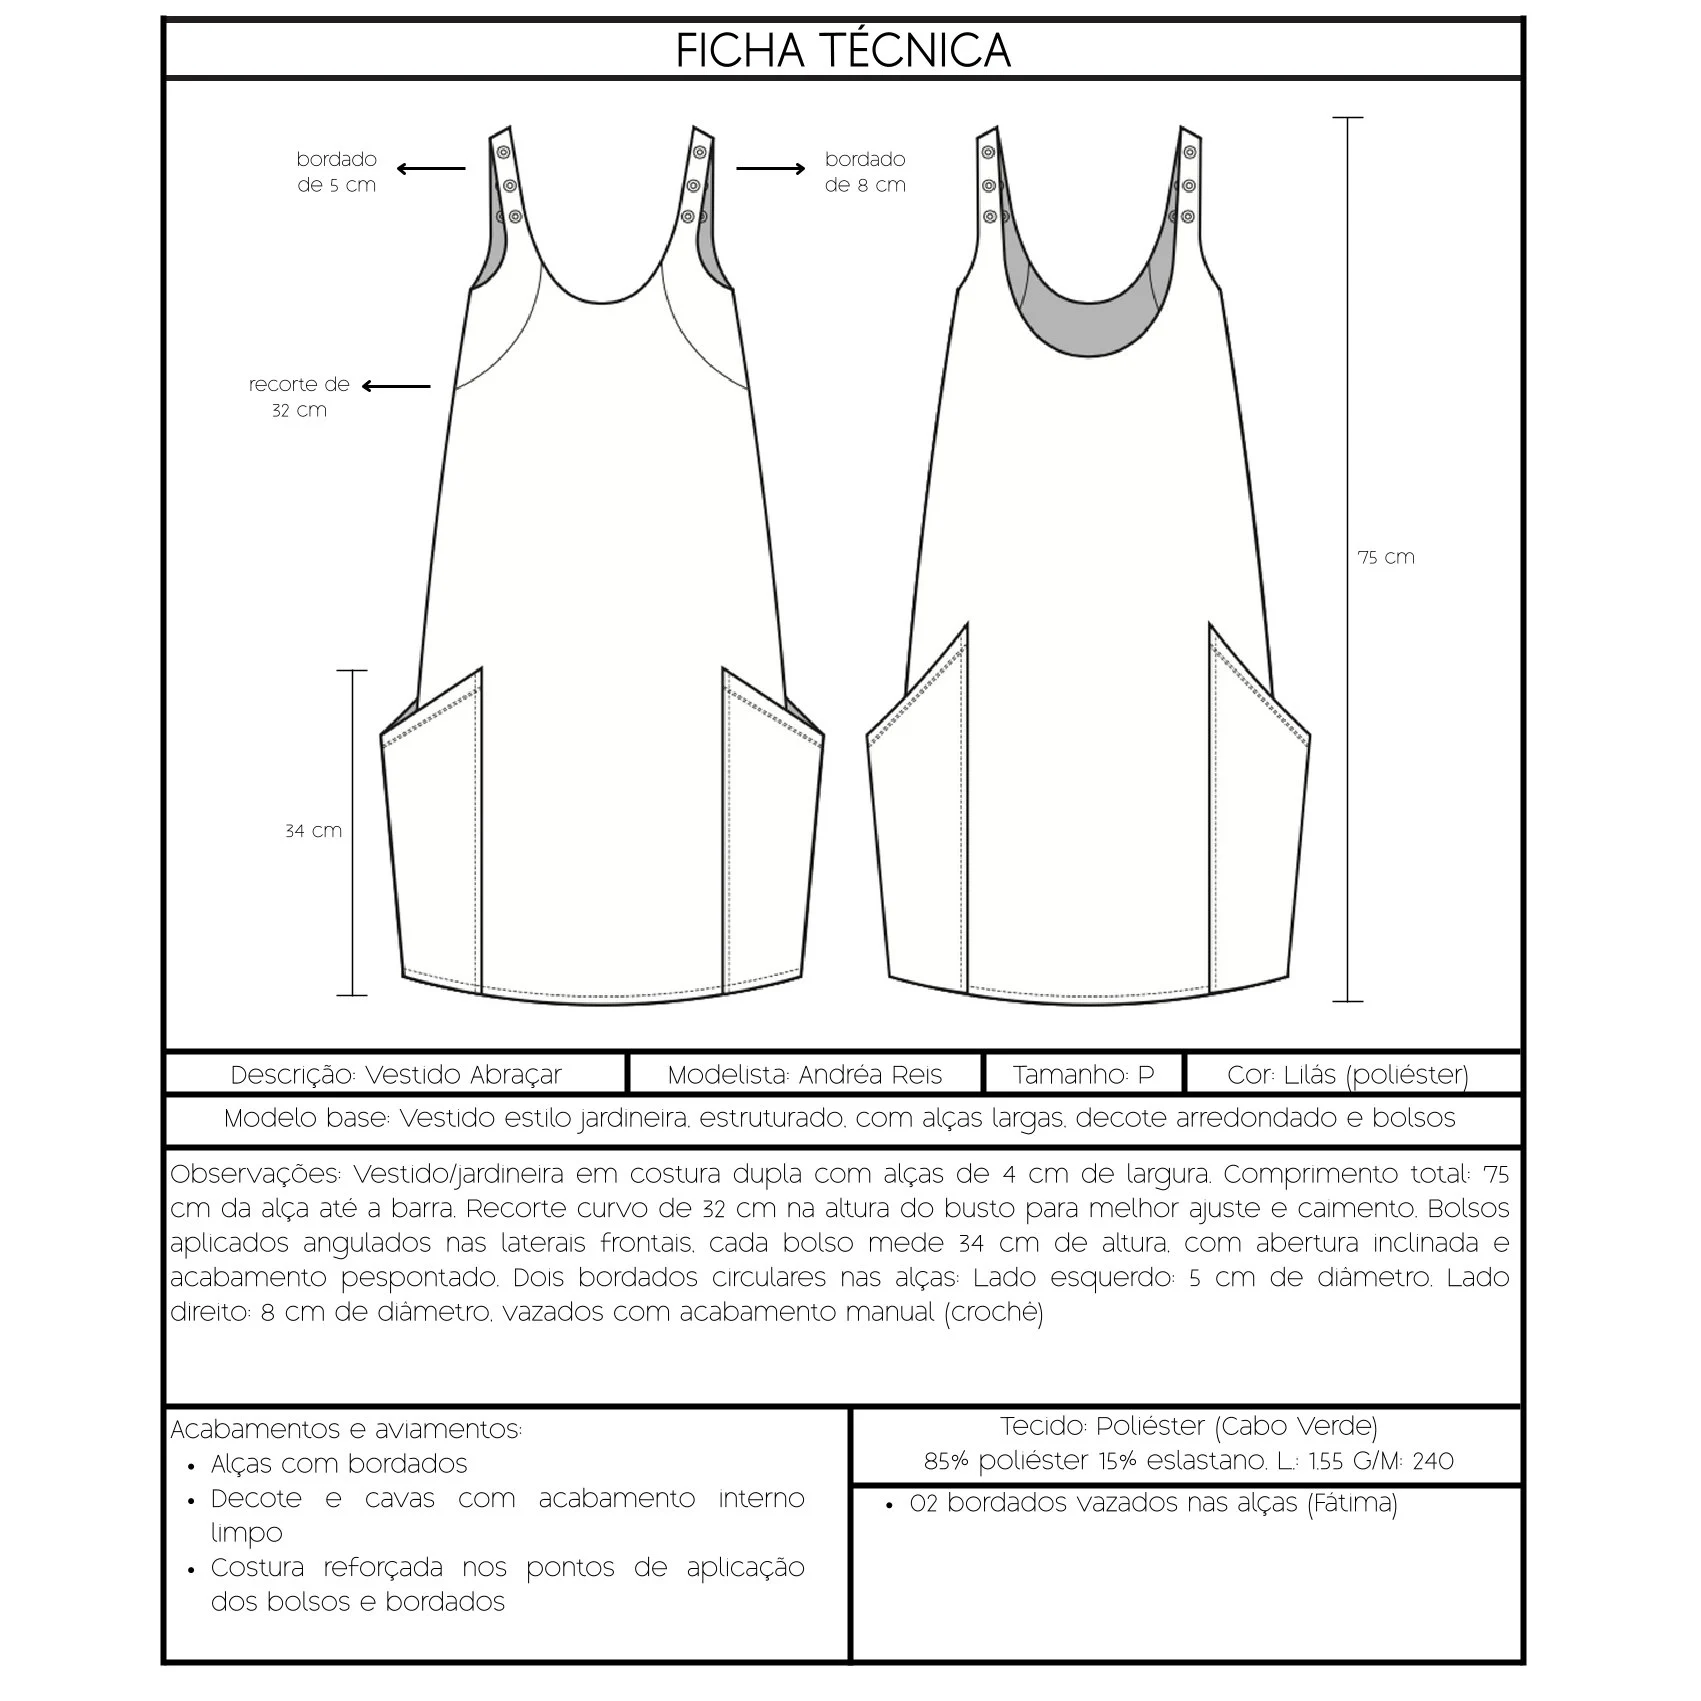 FICHA TÉCNICA
bordado
de 5 cm
bordado
de 8 cm
recorte de
32 cm
75 cm
34 cm
Descrição: Vestido Abraçar
Modelista: Andréa Reis
Tamanho: P
Cor: Lilás (poliéster)
Modelo base: Vestido estilo jardineira, estruturado, com alças largas, decote arredondado e bolsos
Observações: Vestido/jardineira em costura dupla com alças de 4 cm de largura. Comprimento total: 75
cm da alça até a barra. Recorte curvo de 32 cm na altura do busto para melhor ajuste e caimento. Bolsos
aplicados angulados nas laterais frontais, cada bolso mede 34 cm de altura, com abertura inclinada e
acabamento pespontado. Dois bordados circulares nas alças: Lado esquerdo: 5 cm de diâmetro. Lado
direito: 8 cm de diâmetro, vazados com acabamento manual (crochê)
Acabamentos e aviamentos:
• Alças com bordados
• Decote e cavas com acabamento interno
limpo
• Costura reforçada nos pontos de aplicação
dos bolsos e bordados
Tecido: Poliéster (Cabo Verde)
85% poliéster 15% eslastano. L.: 1.55 G/M: 240
• 02 bordados vazados nas alças (Fátima)